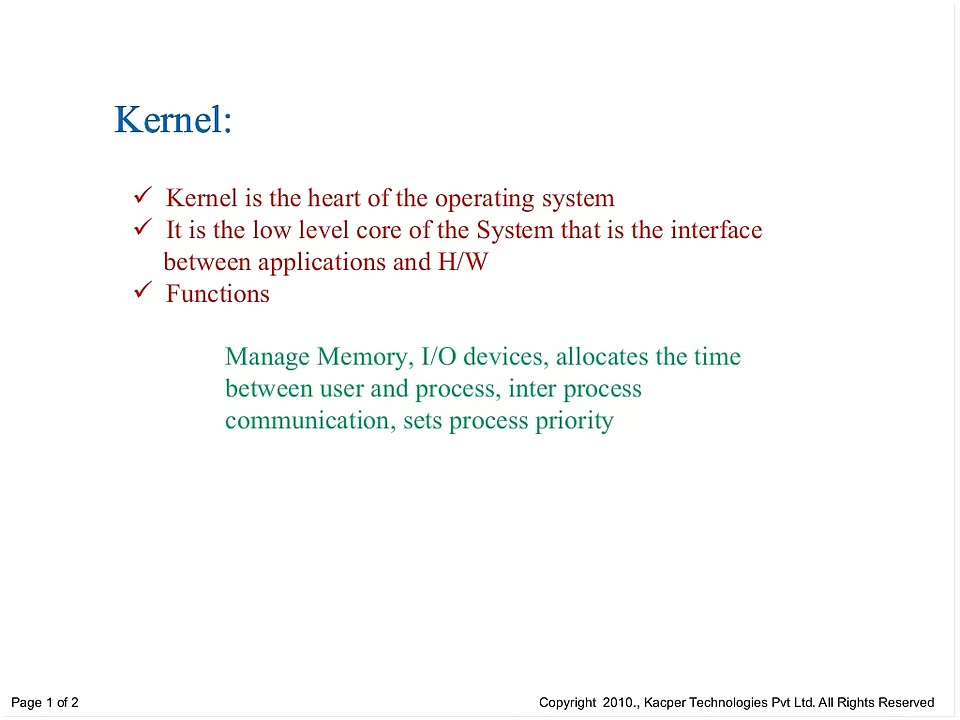 Kernel:
✓ Kernel is the heart of the operating system
✓ It is the low level core of the System that is the interface
between applications and H/W
✓ Functions
Manage Memory, I/O devices, allocates the time
between user and process, inter process
communication, sets process priority
Page 1 of 2
Copyright 2010., Kacper Technologies Pvt Ltd. All Rights Reserved